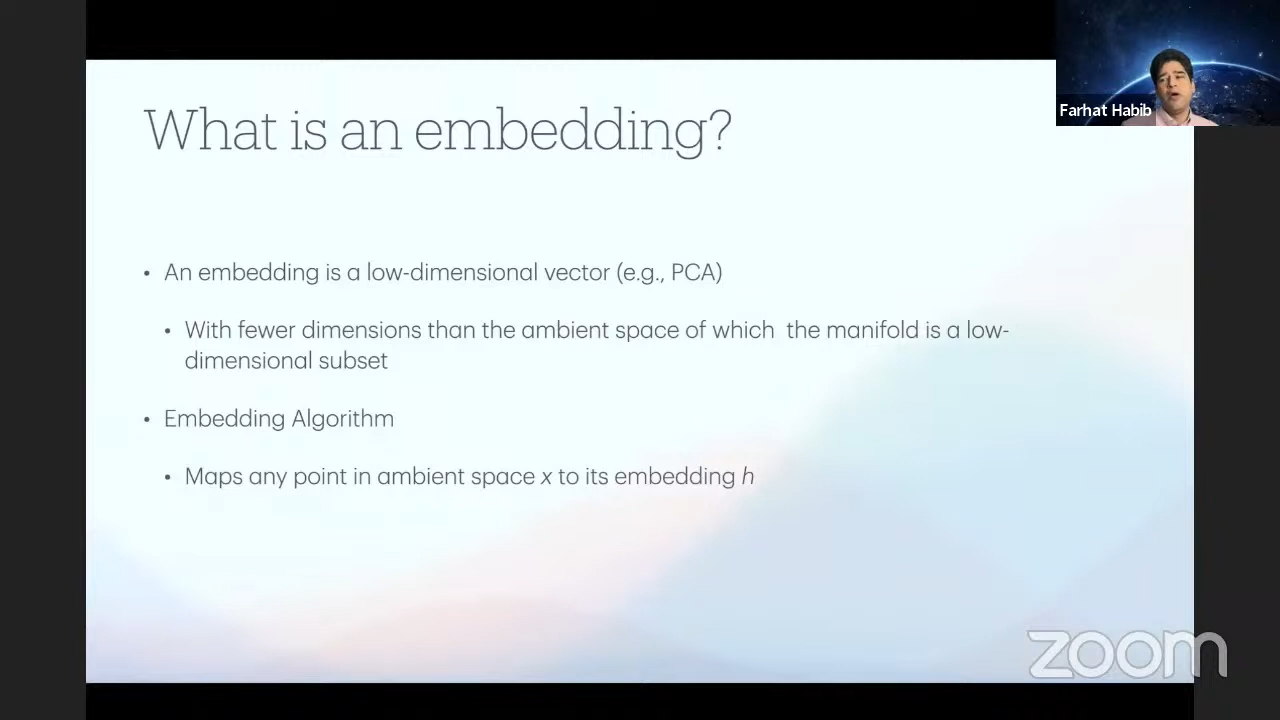 What is an embedding?
Farhat Habib
• An embedding is a low-dimensional vector (e.g., PCA)
• With fewer dimensions than the ambient space of which the manifold is a low-
dimensional subset
• Embedding Algorithm
• Maps any point in ambient space x to its embedding h
zoom